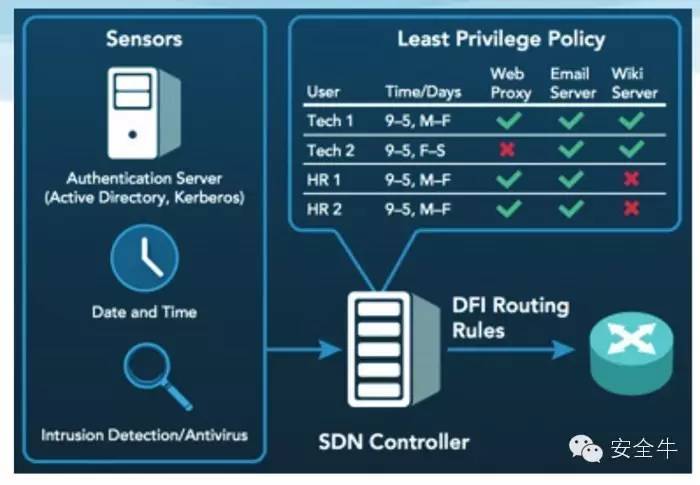 Sensors
Authentication Server
(Active Directory, Kerberos)
Date and Time
Intrusion Detection/Antivirus
Least Privilege Policy
User Time/Days Web Proxy Email Server Wiki Server
Tech 1 9–5, M–F ✓ ✓ ✓
Tech 2 9–5, F–S ✗ ✓ ✓
HR 1 9–5, M–F ✓ ✓ ✗
HR 2 9–5, M–F ✓ ✓ ✗
SDN Controller
DFI Routing
Rules
安全牛